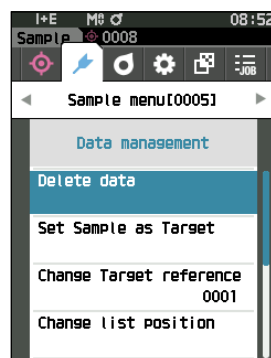 I+E M0 08:52
Sample 0008
-JOB
Sample menu[0005]
Data management
Delete data
Set Sample as Target
Change Target reference
0001
Change list position